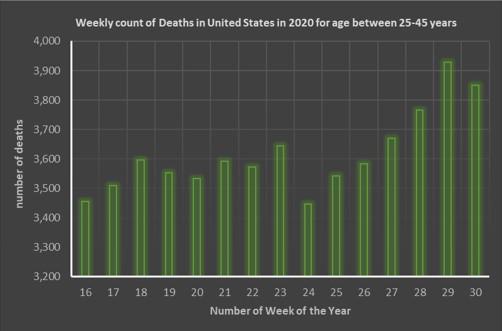 Weekly count of Deaths in United States in 2020 for age between 25-45 years
4,000
3,900
3,800
3,700
3,600
3,500
3,400
3,300
3,200
number of deaths
16 17 18 19 20 21 22 23 24 25 26 27 28 29 30
Number of Week of the Year